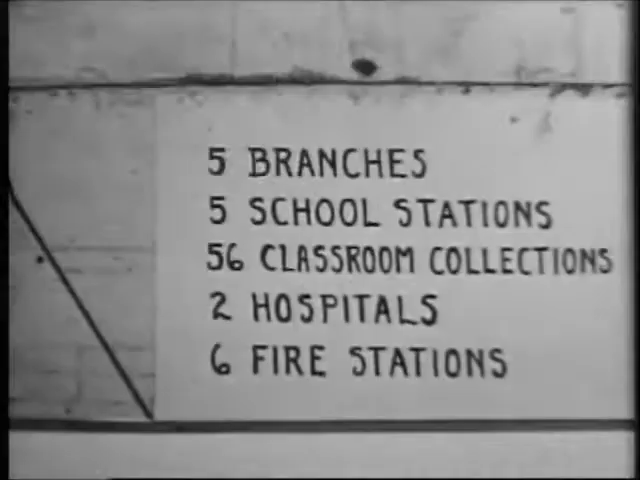 5 BRANCHES
5 SCHOOL STATIONS
56 CLASSROOM COLLECTIONS
2 HOSPITALS
6 FIRE STATIONS